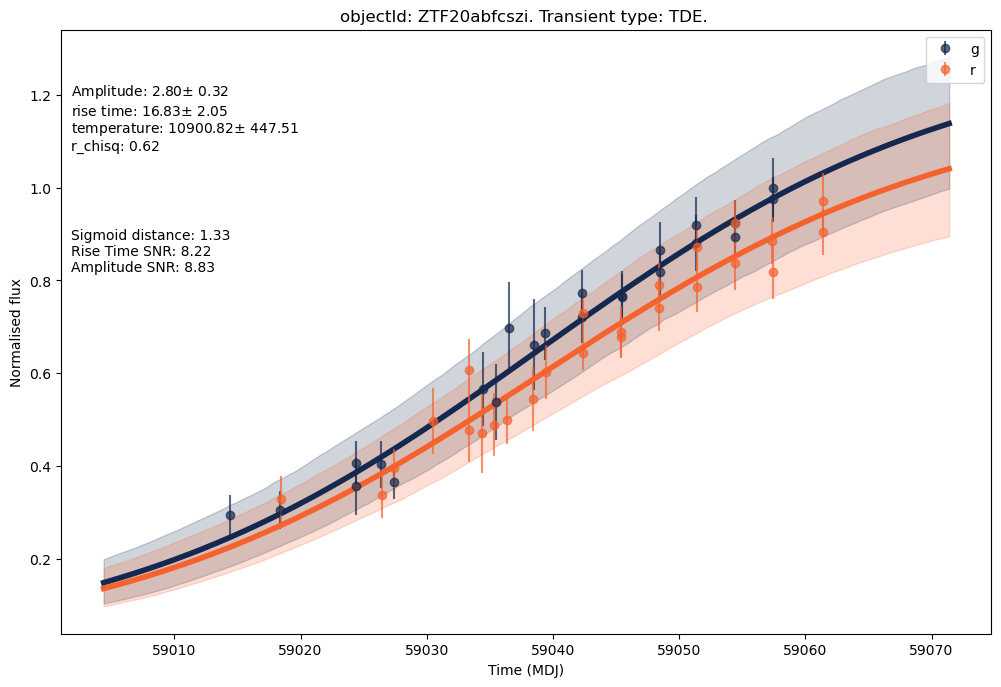 objectId: ZTF20abfcszi. Transient type: TDE.
g
r
Amplitude: 2.80± 0.32
rise time: 16.83± 2.05
temperature: 10900.82± 447.51
r_chisq: 0.62
Sigmoid distance: 1.33
Rise Time SNR: 8.22
Amplitude SNR: 8.83
Normalised flux
1.2
1.0
0.8
0.6
0.4
0.2
59010 59020 59030 59040 59050 59060 59070
Time (MDJ)